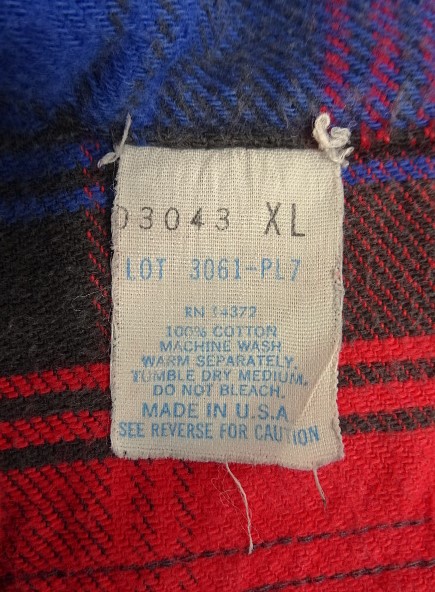 03043 XL
LOT 3061-PL7
RN 14372
100% COTTON
MACHINE WASH
WARM SEPARATELY.
TUMBLE DRY MEDIUM.
DO NOT BLEACH.
MADE IN U.S.A
SEE REVERSE FOR CAUTION